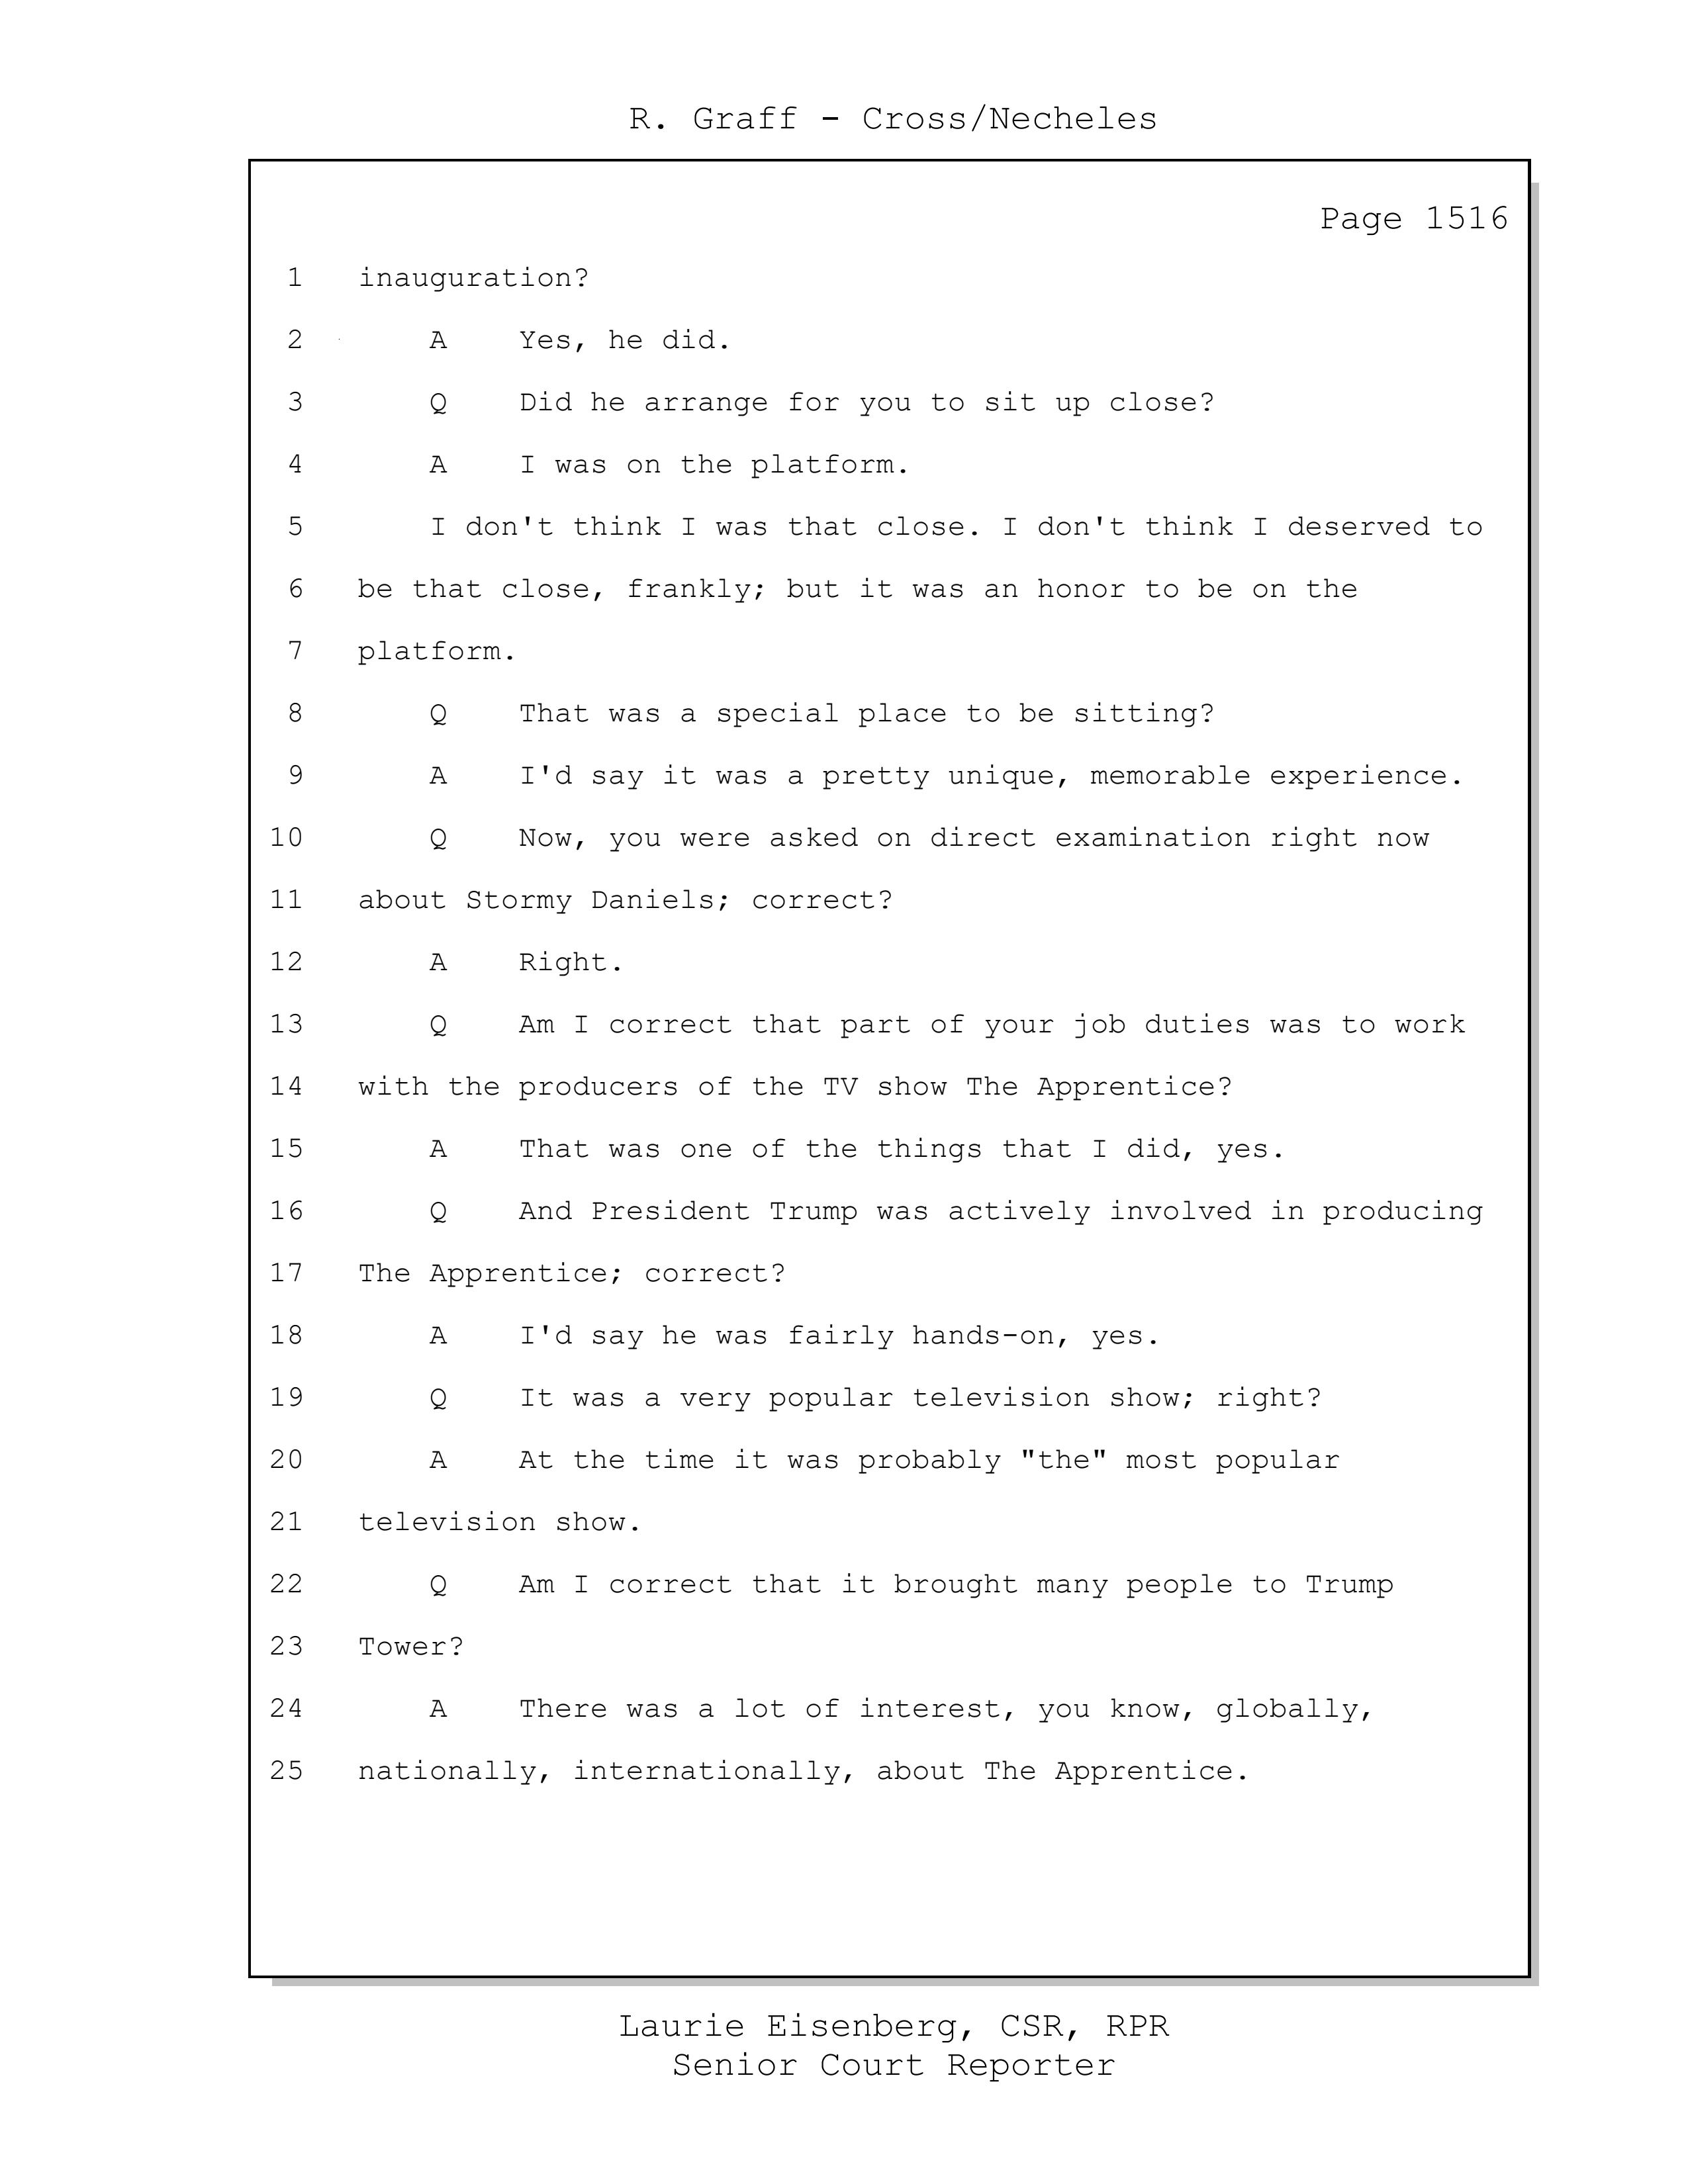 R. Graff - Cross/Necheles
Page 1516
1 inauguration?
2 A Yes, he did.
3 Q Did he arrange for you to sit up close?
4 A I was on the platform.
5 I don't think I was that close. I don't think I deserved to
6 be that close, frankly; but it was an honor to be on the
7 platform.
8 Q That was a special place to be sitting?
9 A I'd say it was a pretty unique, memorable experience.
10 Q Now, you were asked on direct examination right now
11 about Stormy Daniels; correct?
12 A Right.
13 Q Am I correct that part of your job duties was to work
14 with the producers of the TV show The Apprentice?
15 A That was one of the things that I did, yes.
16 Q And President Trump was actively involved in producing
17 The Apprentice; correct?
18 A I'd say he was fairly hands-on, yes.
19 Q It was a very popular television show; right?
20 A At the time it was probably "the" most popular
21 television show.
22 Q Am I correct that it brought many people to Trump
23 Tower?
24 A There was a lot of interest, you know, globally,
25 nationally, internationally, about The Apprentice.
Laurie Eisenberg, CSR, RPR
Senior Court Reporter